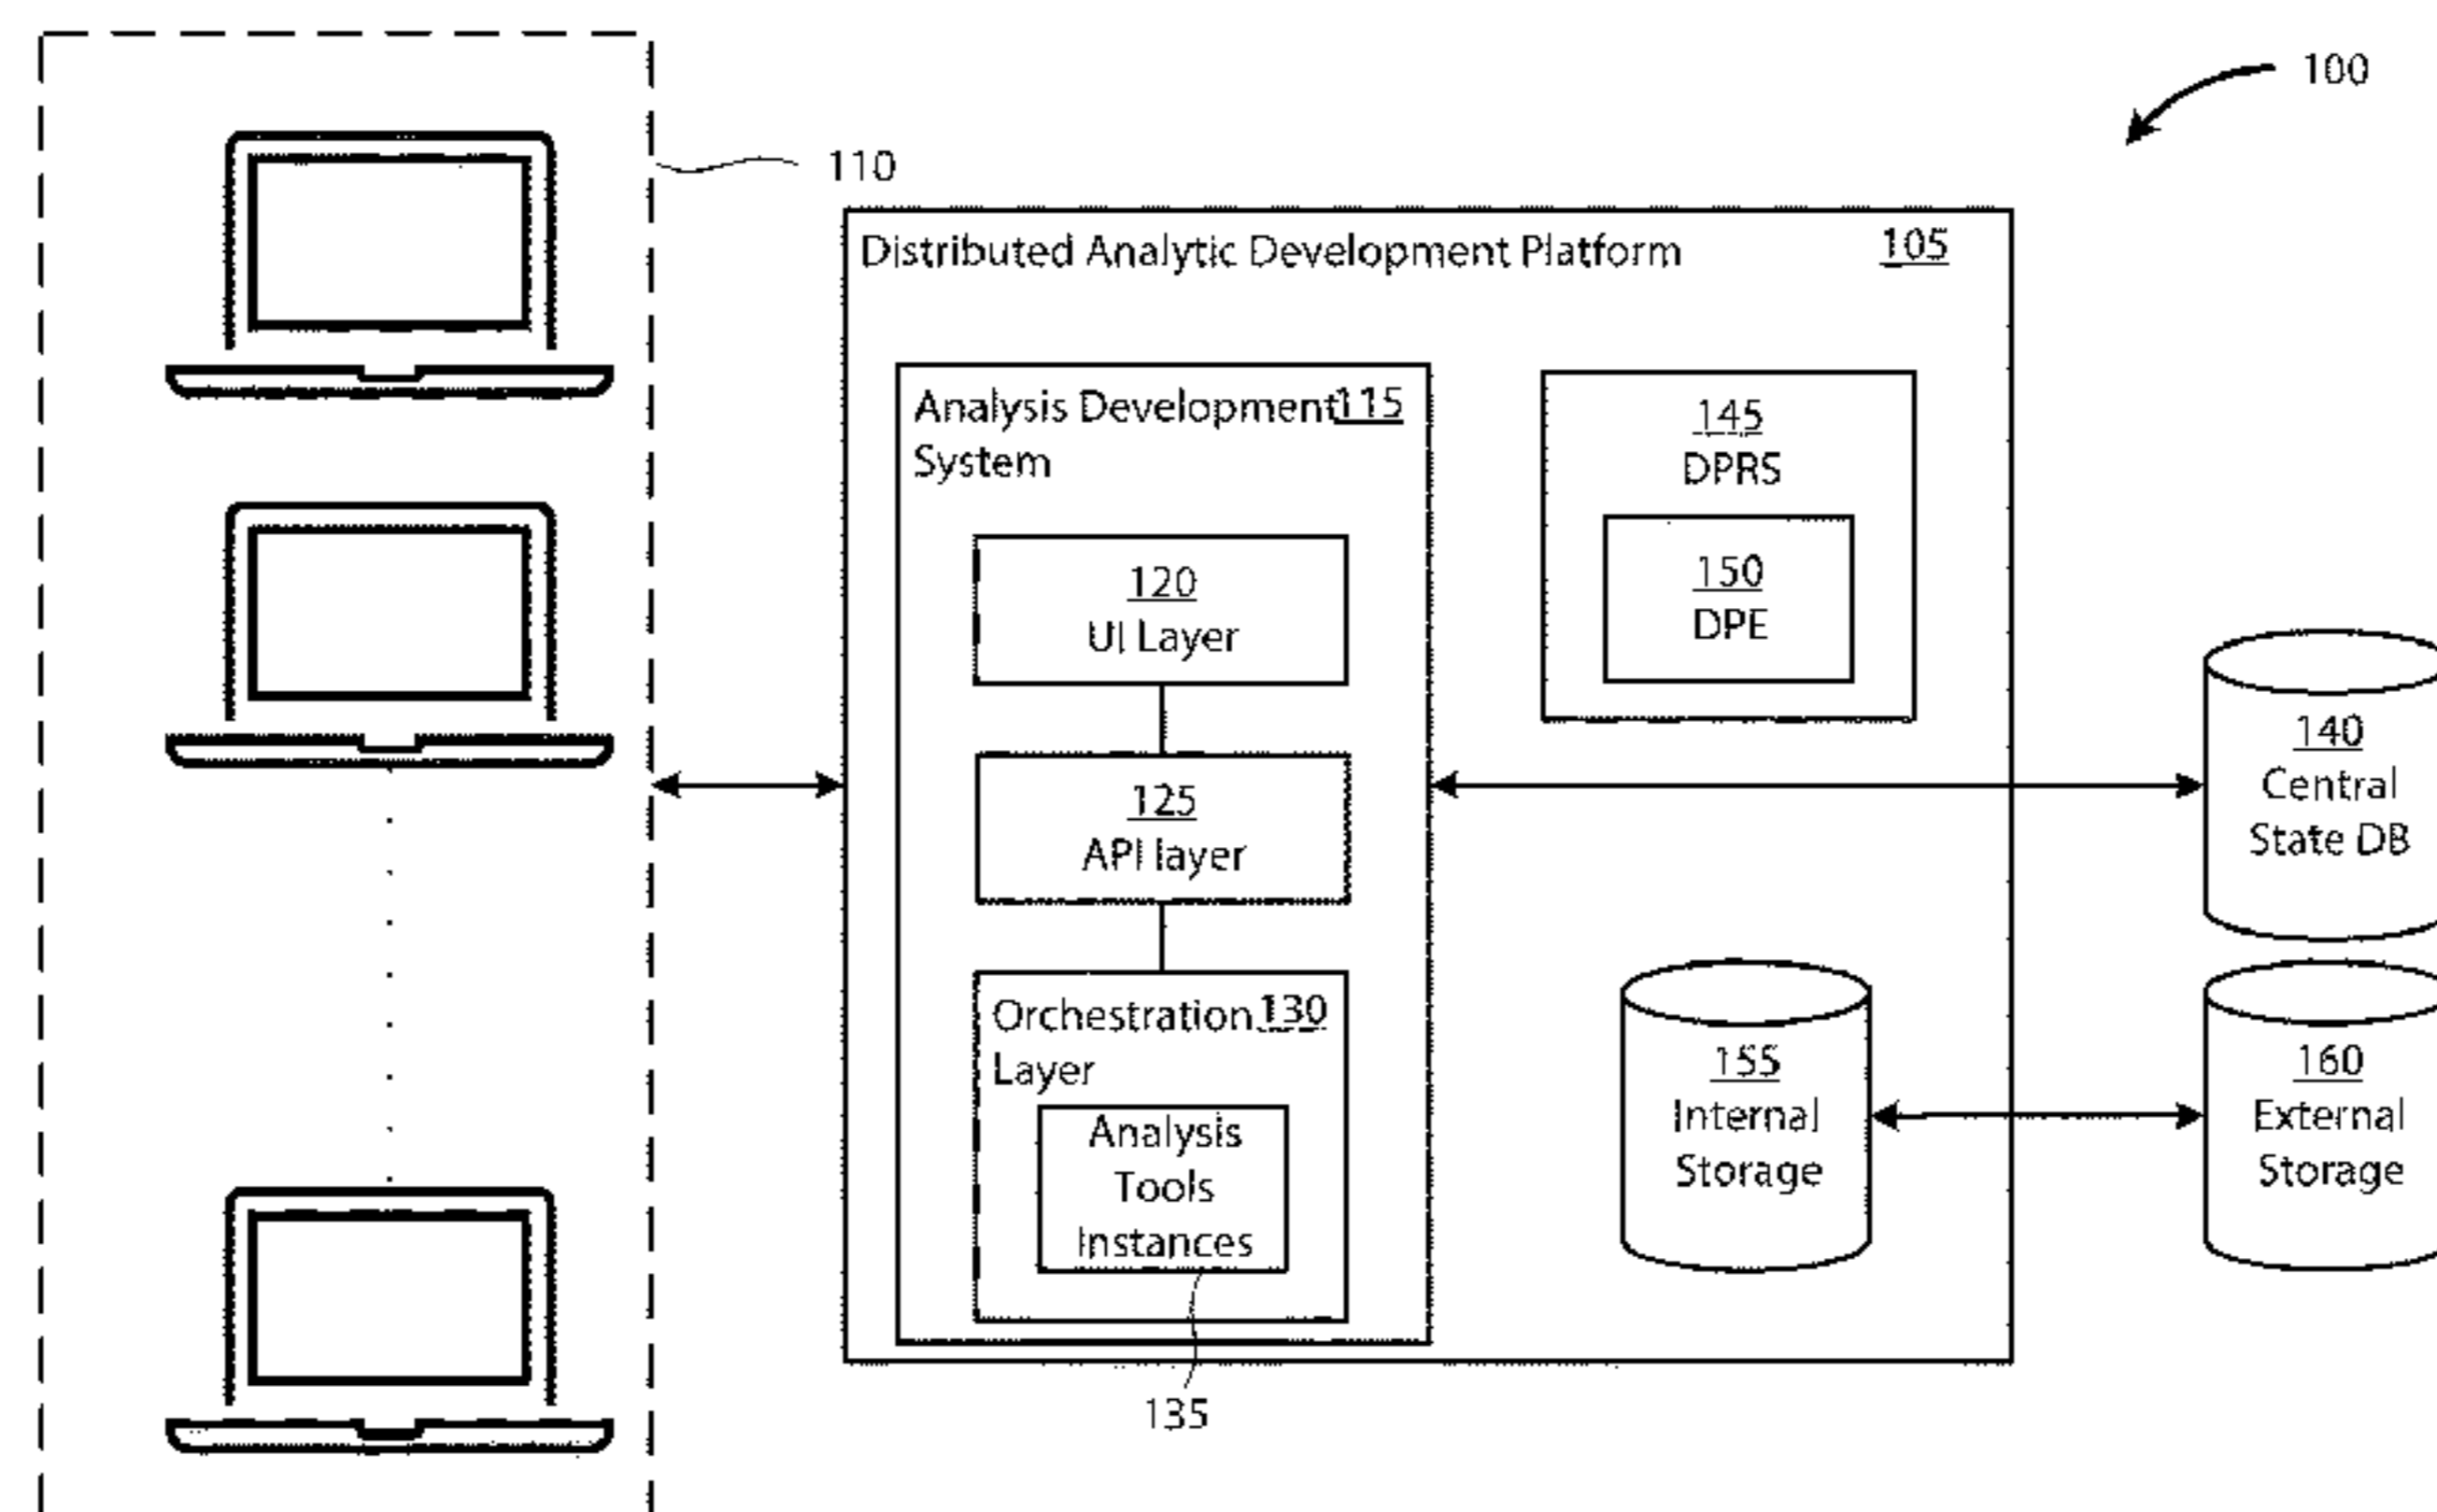 100
110
Distributed Analytic Development Platform 105
Analysis Development 115
System
120
UI Layer
125
API layer
Orchestration 130
Layer
Analysis
Tools
Instances
135
145
DPRS
150
DPE
140
Central
State DB
155
Internal
Storage
160
External
Storage